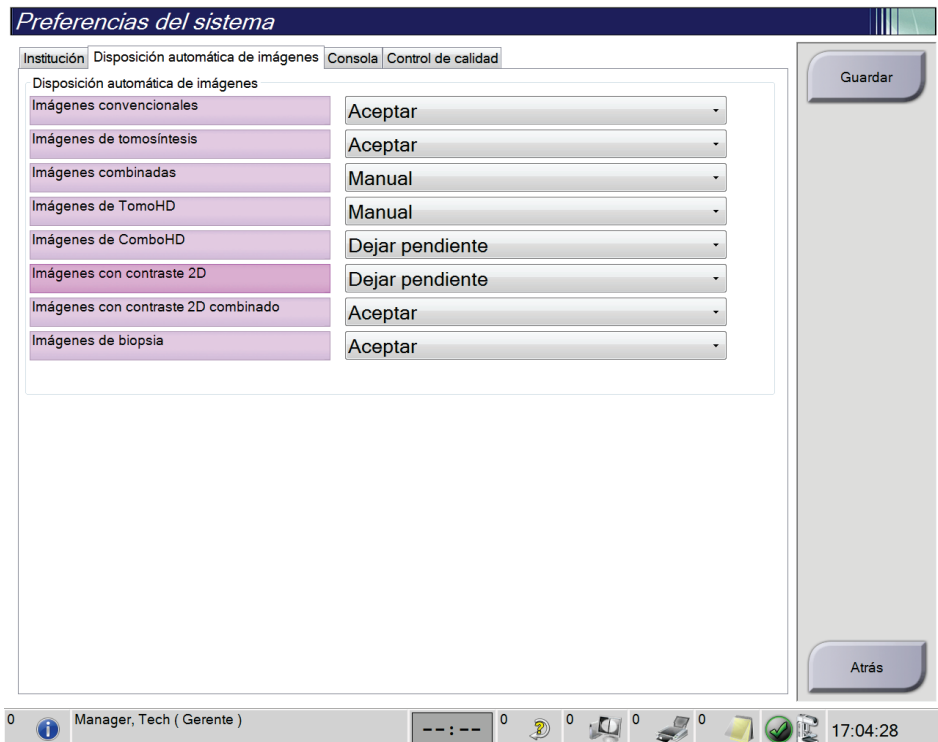 Preferencias del sistema
Institución Disposición automática de imágenes Consola Control de calidad
Guardar
Disposición automática de imágenes
Imágenes convencionales Aceptar
Imágenes de tomosíntesis Aceptar
Imágenes combinadas Manual
Imágenes de TomoHD Manual
Imágenes de ComboHD Dejar pendiente
Imágenes con contraste 2D Dejar pendiente
Imágenes con contraste 2D combinado Aceptar
Imágenes de biopsia Aceptar
Atrás
0 Manager, Tech ( Gerente ) --:-- 0 0 0 0 17:04:28